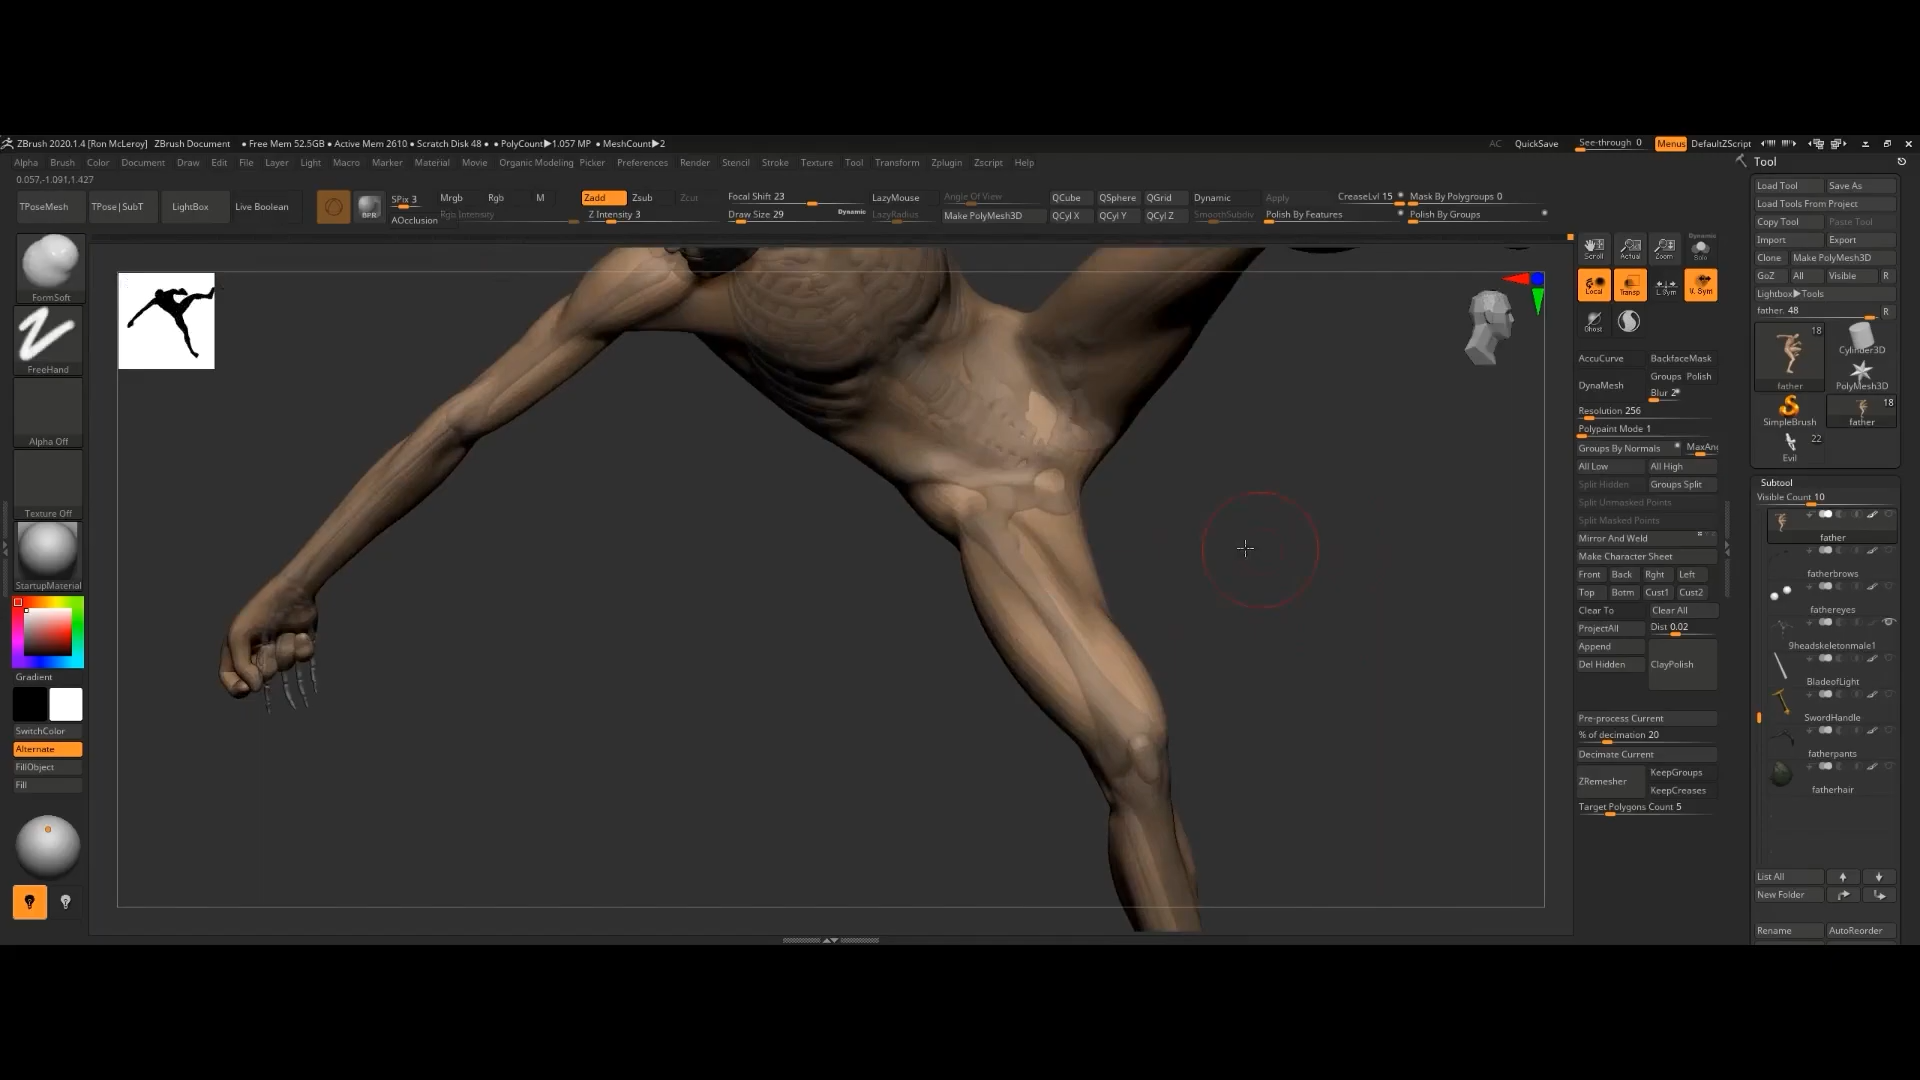 ZBrush 2020.1.4 [Ron McLeroy] ZBrush Document • Free Mem 52.5GB • Active Mem 2610 • Scratch Disk 48 • • PolyCount▶1.057 MP • MeshCount▶2 AC QuickSave See-through 0 Menus DefaultZScript
Alpha Brush Color Document Draw Edit File Layer Light Macro Marker Material Movie Organic Modeling Picker Preferences Render Stencil Stroke Texture Tool Transform Zplugin Zscript Help
0.057,-1.091,1.427
TPoseMesh TPose|SubT LightBox Live Boolean
BPR
SPix 3
AOcclusion
Mrgb Rgb M
Rgb Intensity
Zadd Zsub Zcut
Z Intensity 3
Focal Shift 23
Draw Size 29 Dynamic
LazyMouse
LazyRadius
Angle Of View
Make PolyMesh3D
QCube QSphere QGrid
QCyl X QCyl Y QCyl Z
Dynamic Apply
SmoothSubdiv Polish By Features
CreaseLvl 15 Mask By Polygroups 0
Polish By Groups
FormSoft
FreeHand
Alpha Off
Texture Off
StartupMaterial
Gradient
SwitchColor
Alternate
FillObject
Fill
Scroll Actual Zoom Dynamic
Solo
Local Transp L.Sym V. Sym
Ghost
AccuCurve BackfaceMask
Groups Polish
DynaMesh
Blur 2
Resolution 256
Polypaint Mode 1
Groups By Normals MaxAn
All Low All High
Split Hidden Groups Split
Split Unmasked Points
Split Masked Points
Mirror And Weld
Make Character Sheet
Front Back Rght Left
Top Botm Cust1 Cust2
Clear To Clear All
ProjectAll Dist 0.02
Append
Del Hidden ClayPolish
Pre-process Current
% of decimation 20
Decimate Current
ZRemesher KeepGroups
KeepCreases
Target Polygons Count 5
Tool
Load Tool Save As
Load Tools From Project
Copy Tool Paste Tool
Import Export
Clone Make PolyMesh3D
GoZ All Visible R
Lightbox▶Tools
father. 48 R
18
father
Cylinder3D
PolyMesh3D
SimpleBrush
18
father
22
Evil
Subtool
Visible Count 10
father
fatherbrows
fathereyes
9headskeletonmale1
BladeofLight
SwordHandle
fatherpants
fatherhair
List All
New Folder
Rename AutoReorder